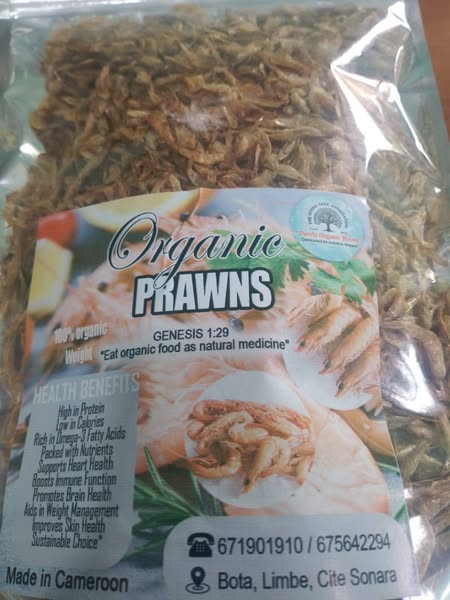 Purely Organic House
Organic
PRAWNS
100% organic
Weight
GENESIS 1:29
"Eat organic food as natural medicine"
HEALTH BENEFITS
High in Protein
Low in Calories
Rich in Omega-3 Fatty Acids
Packed with Nutrients
Supports Heart Health
Boosts Immune Function
Promotes Brain Health
Aids in Weight Management
Improves Skin Health
Sustainable Choice*
671901910 / 675642294
Made in Cameroon
Bota, Limbe, Cite Sonara